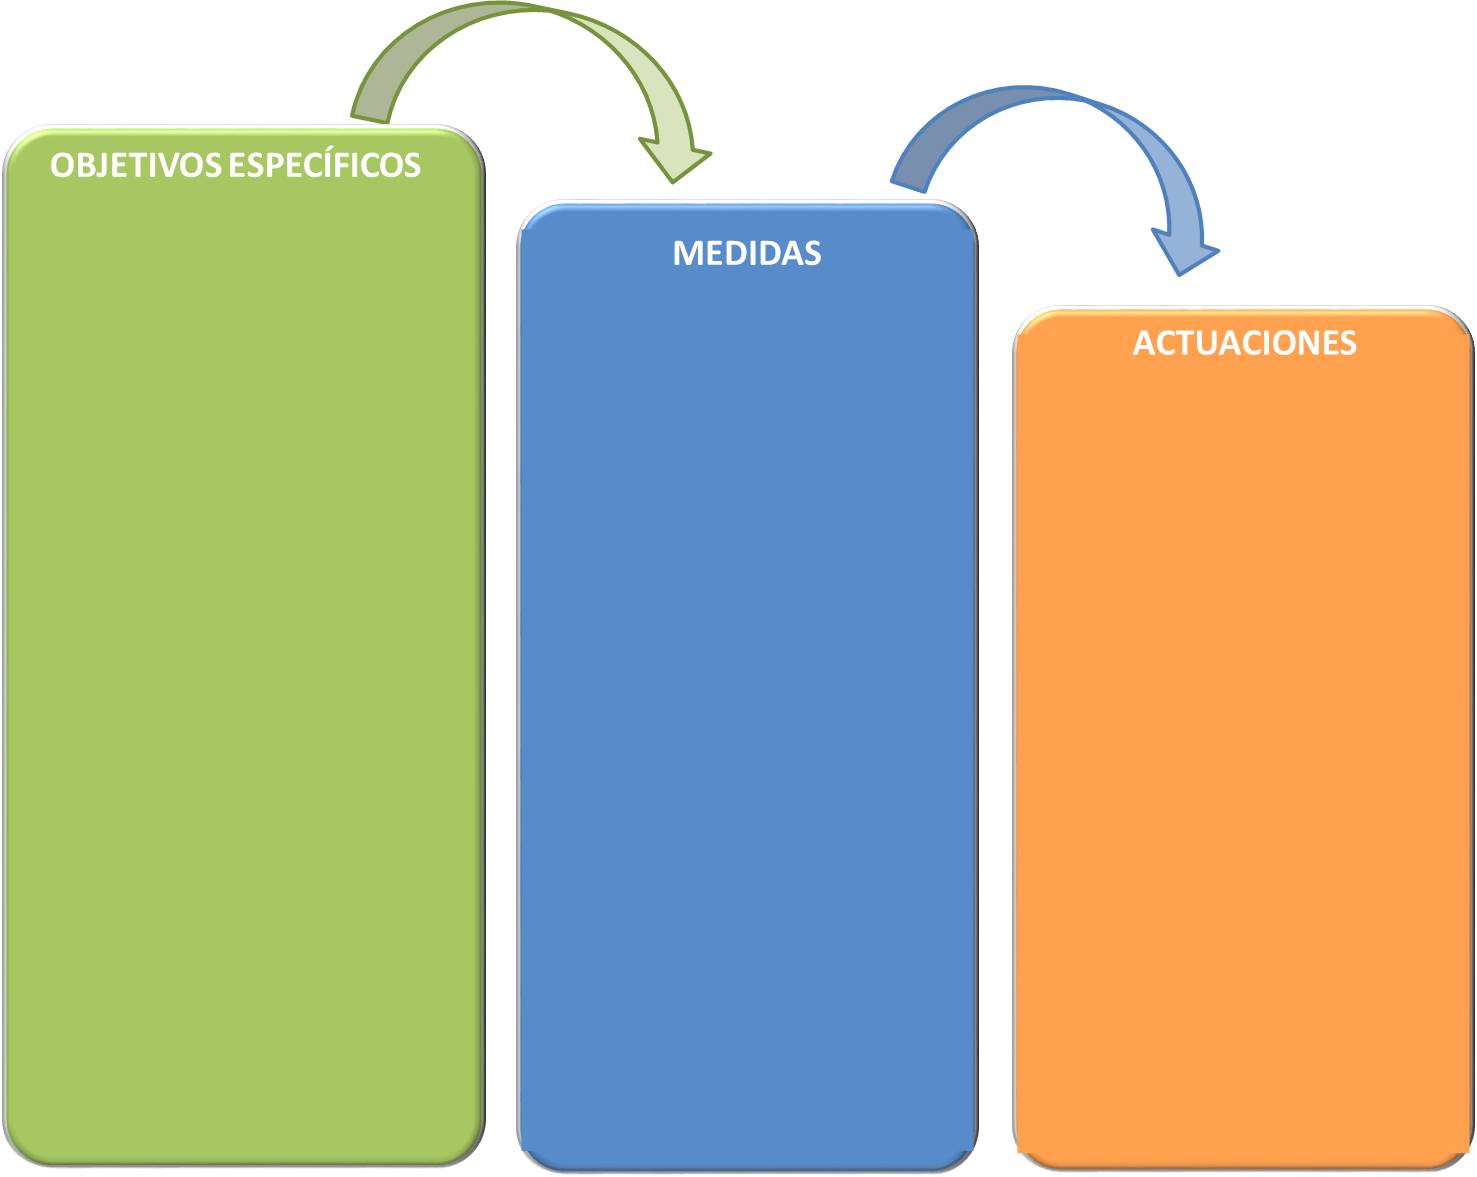 OBJETIVOS ESPECÍFICOS
MEDIDAS
ACTUACIONES